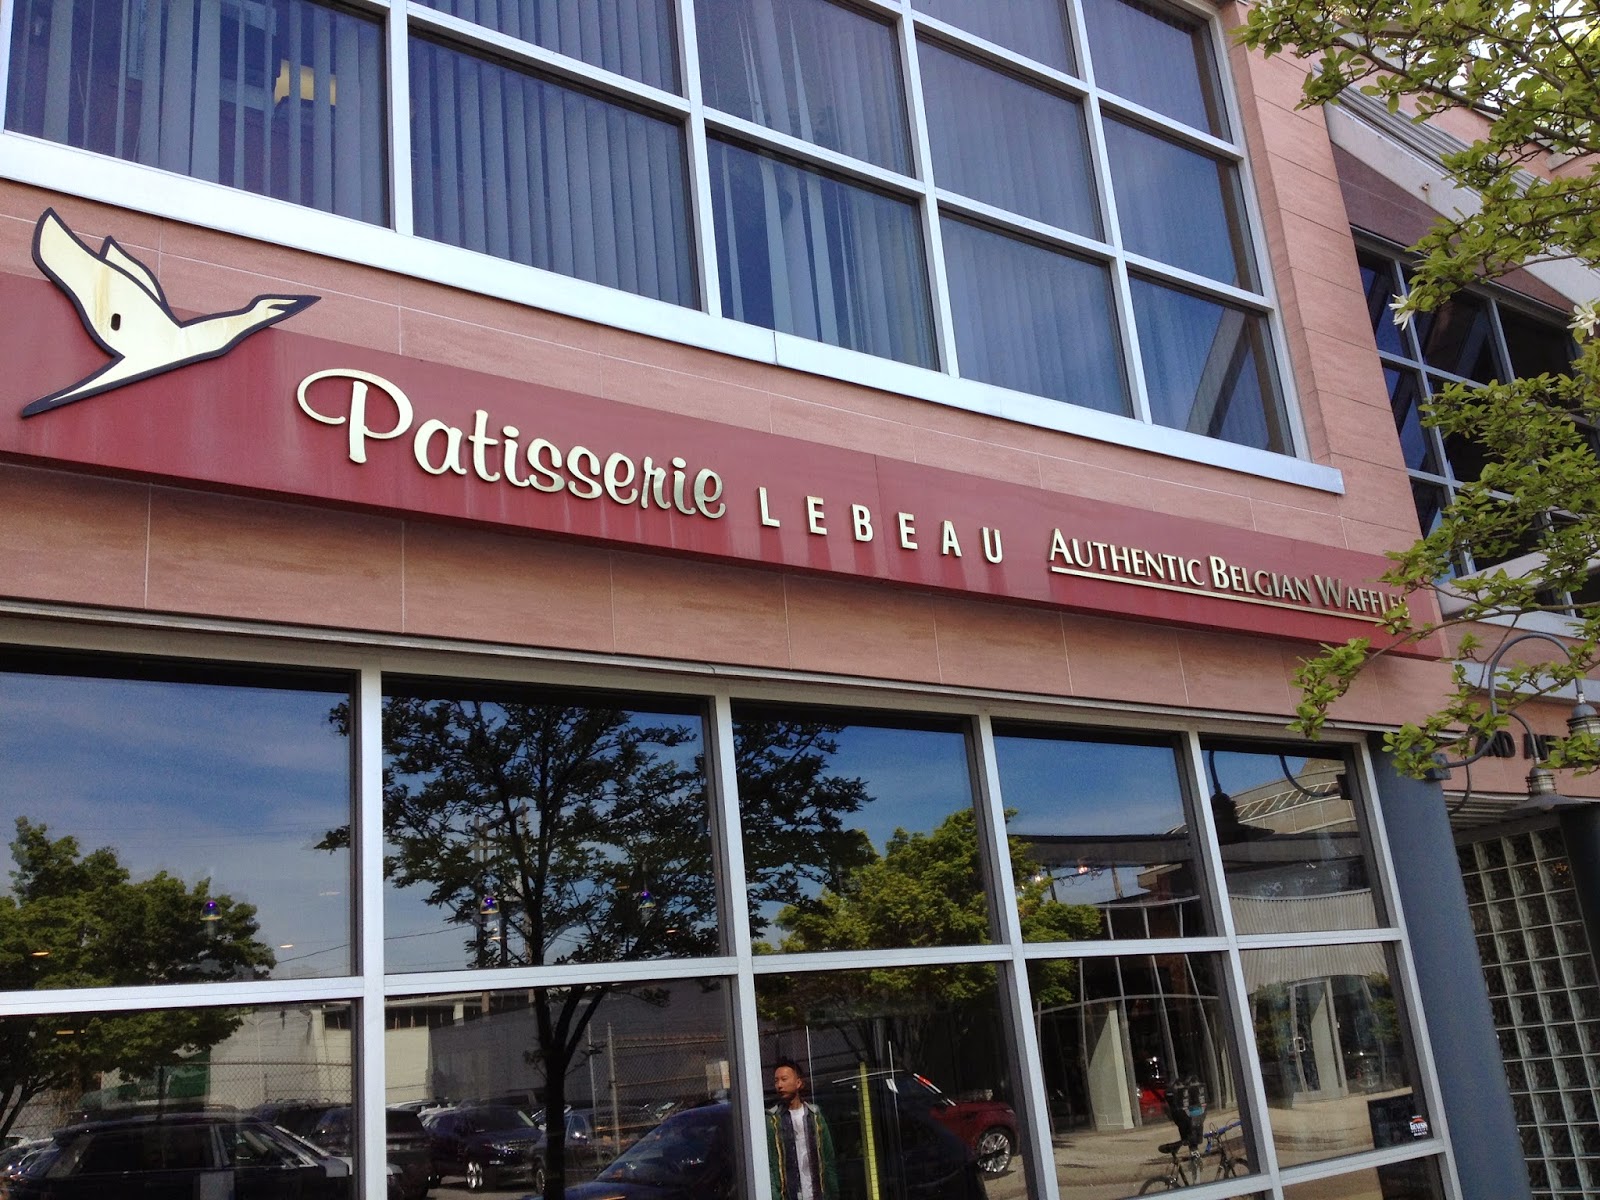 Patisserie LEBEAU AUTHENTIC BELGIAN WAFFLES